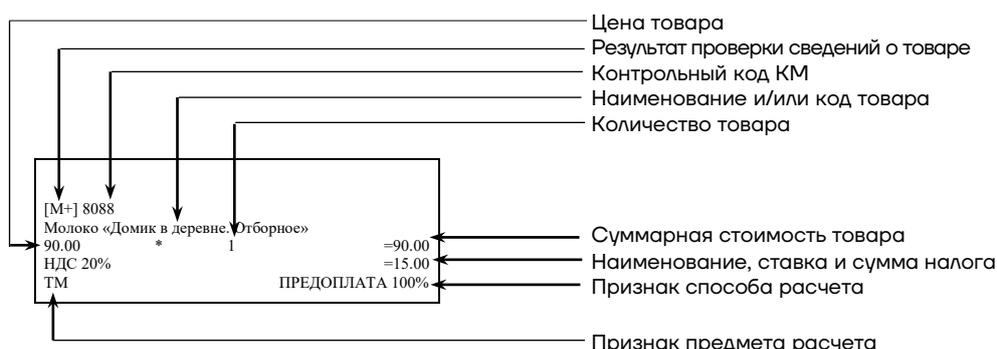 Цена товара
Результат проверки сведений о товаре
Контрольный код КМ
Наименование и/или код товара
Количество товара
[М+] 8088
Молоко «Домик в деревне. Отборное»
90.00 * 1 =90.00
Суммарная стоимость товара
НДС 20% =15.00
Наименование, ставка и сумма налога
ТМ ПРЕДОПЛАТА 100%
Признак способа расчета
Признак предмета расчета